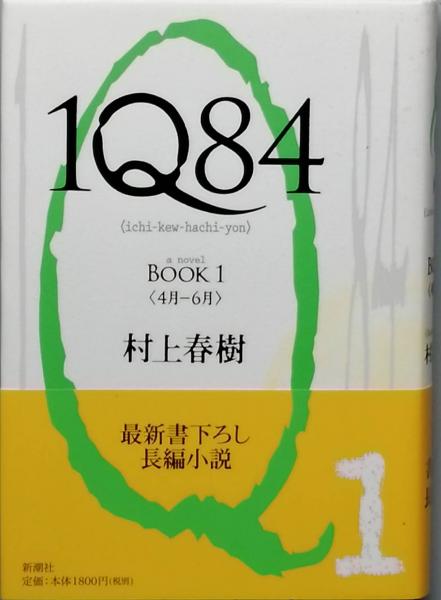 1Q84
〈ichi-kew-hachi-yon〉
a novel
BOOK 1
〈4月−6月〉
村上春樹
最新書下ろし
長編小説
Q
1
新潮社
定価：本体1800円(税別)